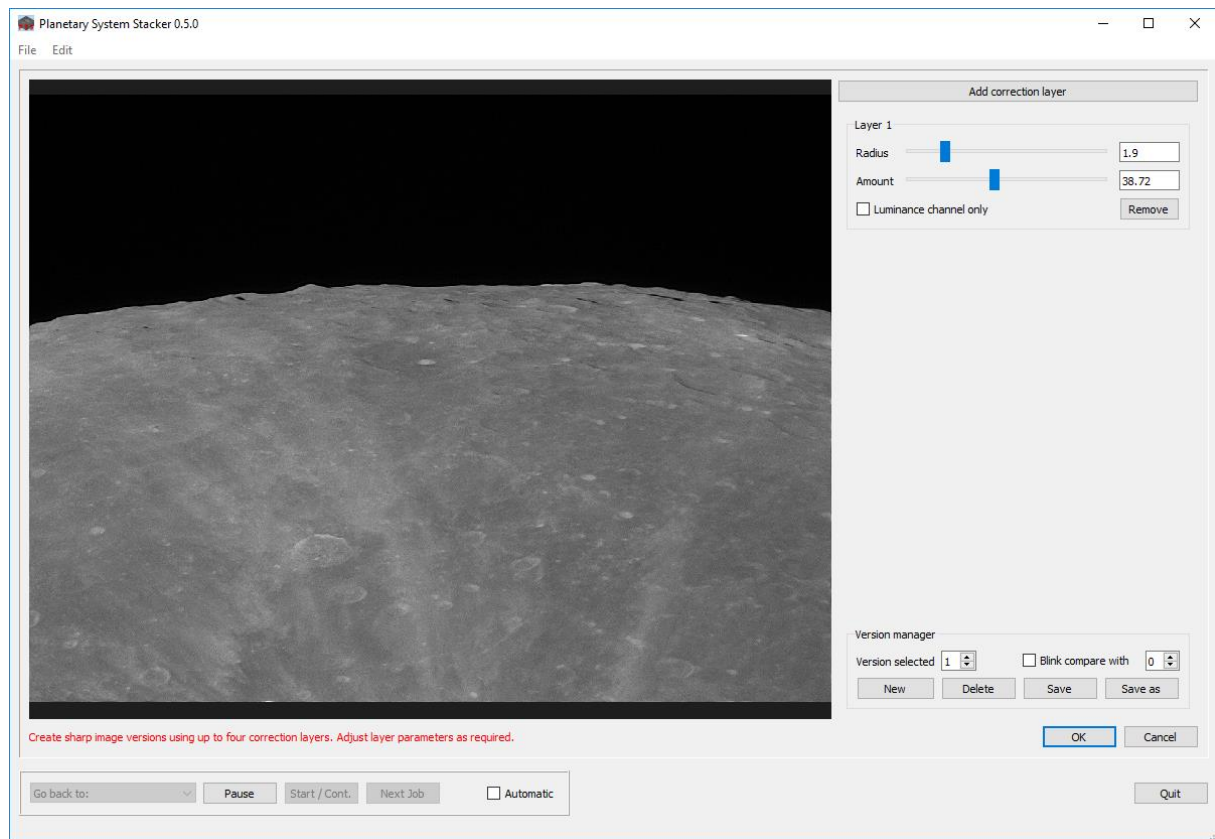 Planetary System Stacker 0.5.0
File Edit
Add correction layer
Layer 1
Radius 1.9
Amount 38.72
Luminance channel only Remove
Version manager
Version selected 1 Blink compare with 0
New Delete Save Save as
Create sharp image versions using up to four correction layers. Adjust layer parameters as required.
OK Cancel
Go back to: Pause Start / Cont. Next Job Automatic Quit